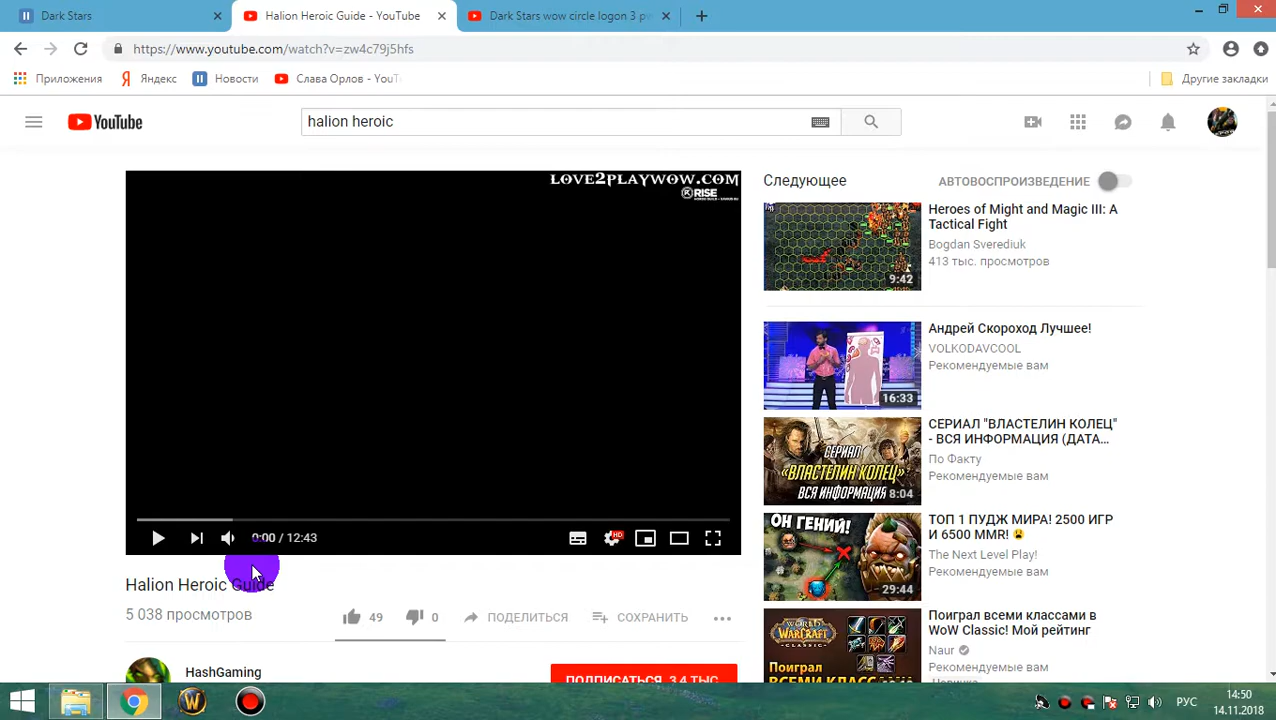 Dark Stars
Halion Heroic Guide - YouTube
Dark Stars wow circle logon 3
https://www.youtube.com/watch?v=zw4c79j5hfs
Приложения
Яндекс
Новости
Слава Орлов - YouT
Другие закладки
YouTube
halion heroic
LOVE2PLAYWOW.COM
RISE
0:00 / 12:43
HD
Halion Heroic Guide
5 038 просмотров
49
0
ПОДЕЛИТЬСЯ
СОХРАНИТЬ
HashGaming
ПОДПИСАТЬСЯ 3,4 ТЫС.
Следующее
АВТОВОСПРОИЗВЕДЕНИЕ
Heroes of Might and Magic III: A
Tactical Fight
Bogdan Sverediuk
413 тыс. просмотров
9:42
Андрей Скороход Лучшее!
VOLKODAVCOOL
Рекомендуемые вам
16:33
СЕРИАЛ "ВЛАСТЕЛИН КОЛЕЦ"
- ВСЯ ИНФОРМАЦИЯ (ДАТА...
По Факту
Рекомендуемые вам
СЕРИАЛ
«ВЛАСТЕЛИН КОЛЕЦ»
ВСЯ ИНФОРМАЦИЯ
8:04
ТОП 1 ПУДЖ МИРА! 2500 ИГР
И 6500 MMR!
The Next Level Play!
Рекомендуемые вам
ОН ГЕНИЙ!
29:44
Поиграл всеми классами в
WoW Classic! Мой рейтинг
Naur
Рекомендуемые вам
WORLD
WARCRAFT
CLASSIC
Поиграл
РУС
14:50
14.11.2018